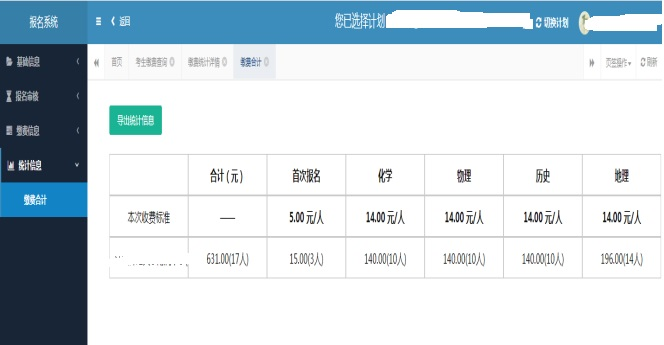 报名系统
返回
您已选择计划
切换计划
基础信息
报名审核
缴费信息
统计信息
缴费合计
首页
考生缴费查询
缴费统计详情
缴费合计
页签操作
刷新
导出统计信息
合计（元） 首次报名 化学 物理 历史 地理
本次收费标准 —— 5.00 元/人 14.00 元/人 14.00 元/人 14.00 元/人 14.00 元/人
631.00(17人) 15.00(3人) 140.00(10人) 140.00(10人) 140.00(10人) 196.00(14人)